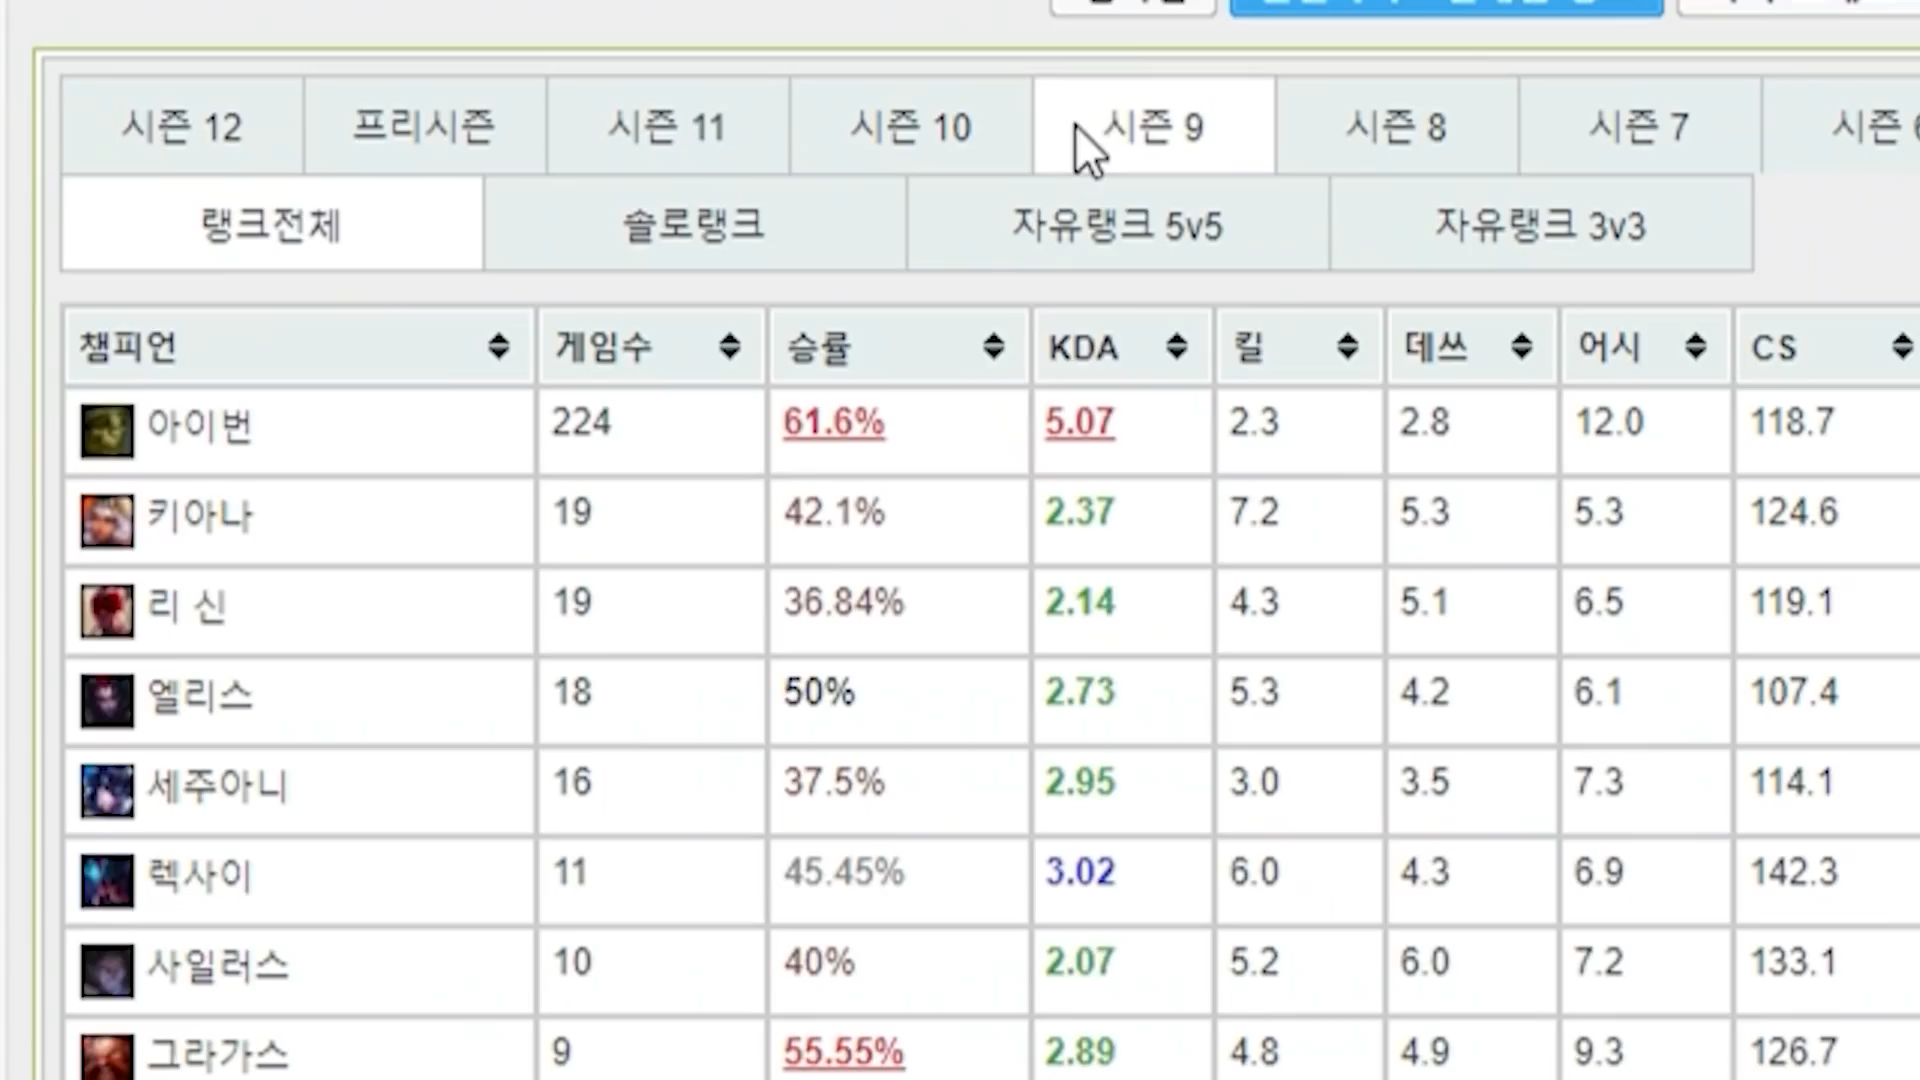 시즌 12 프리시즌 시즌 11 시즌 10 시즌 9 시즌 8 시즌 7 시즌
랭크전체 솔로랭크 자유랭크 5v5 자유랭크 3v3
챔피언 게임수 승률 KDA 킬 데쓰 어시 CS
아이번 224 61.6% 5.07 2.3 2.8 12.0 118.7
키아나 19 42.1% 2.37 7.2 5.3 5.3 124.6
리 신 19 36.84% 2.14 4.3 5.1 6.5 119.1
엘리스 18 50% 2.73 5.3 4.2 6.1 107.4
세주아니 16 37.5% 2.95 3.0 3.5 7.3 114.1
렉사이 11 45.45% 3.02 6.0 4.3 6.9 142.3
사일러스 10 40% 2.07 5.2 6.0 7.2 133.1
그라가스 9 55.55% 2.89 4.8 4.9 9.3 126.7